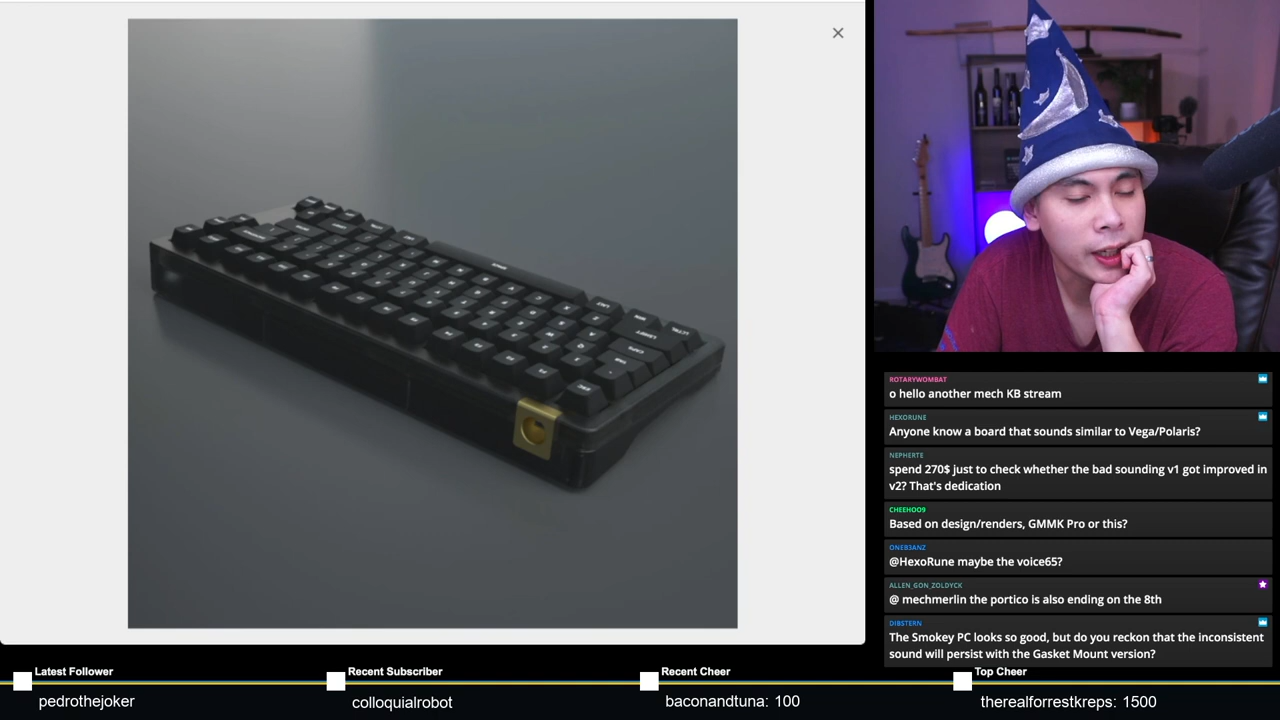 ROTARYWOMBAT
o hello another mech KB stream
HEXORUNE
Anyone know a board that sounds similar to Vega/Polaris?
NEPHERTE
spend 270$ just to check whether the bad sounding v1 got improved in
v2? That's dedication
CHEEHOO9
Based on design/renders, GMMK Pro or this?
ONEB3ANZ
@HexoRune maybe the voice65?
ALLEN_GON_ZOLDYCK
@ mechmerlin the portico is also ending on the 8th
DIBSTERN
The Smokey PC looks so good, but do you reckon that the inconsistent
sound will persist with the Gasket Mount version?
Latest Follower
pedrothejoker
Recent Subscriber
colloquialrobot
Recent Cheer
baconandtuna: 100
Top Cheer
therealforrestkreps: 1500